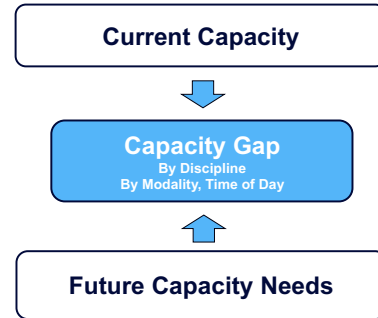 Current Capacity
Capacity Gap
By Discipline
By Modality, Time of Day
Future Capacity Needs